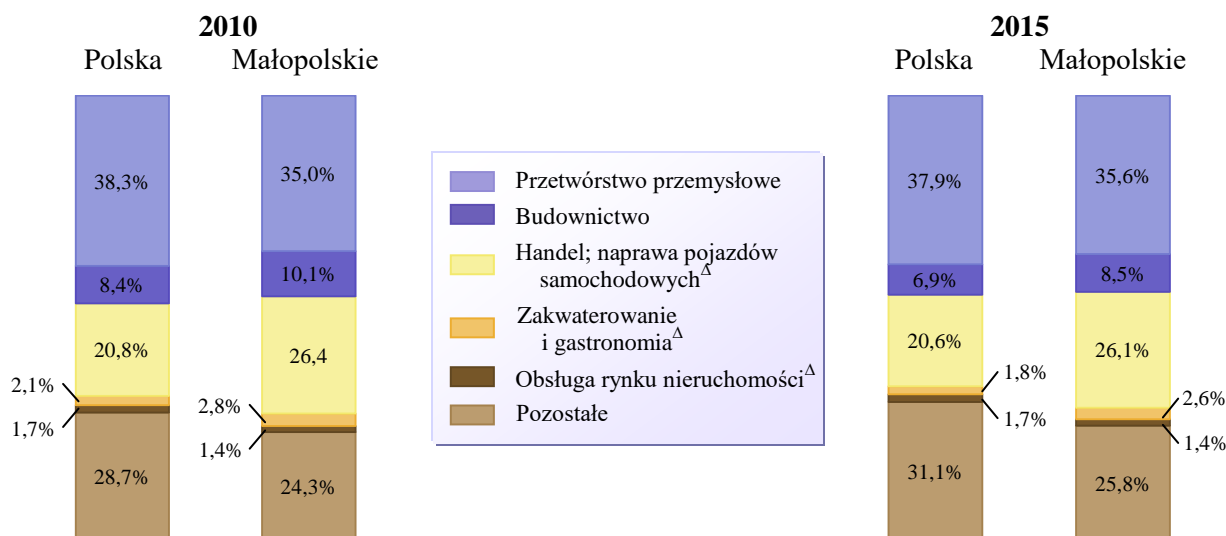 2010
Polska
Małopolskie
38,3%
8,4%
20,8%
2,1%
1,7%
28,7%
35,0%
10,1%
26,4
2,8%
1,4%
24,3%
Przetwórstwo przemysłowe
Budownictwo
Handel; naprawa pojazdów
samochodowych∆
Zakwaterowanie
i gastronomia∆
Obsługa rynku nieruchomości∆
Pozostałe
2015
Polska
Małopolskie
37,9%
6,9%
20,6%
1,8%
1,7%
31,1%
35,6%
8,5%
26,1%
2,6%
1,4%
25,8%